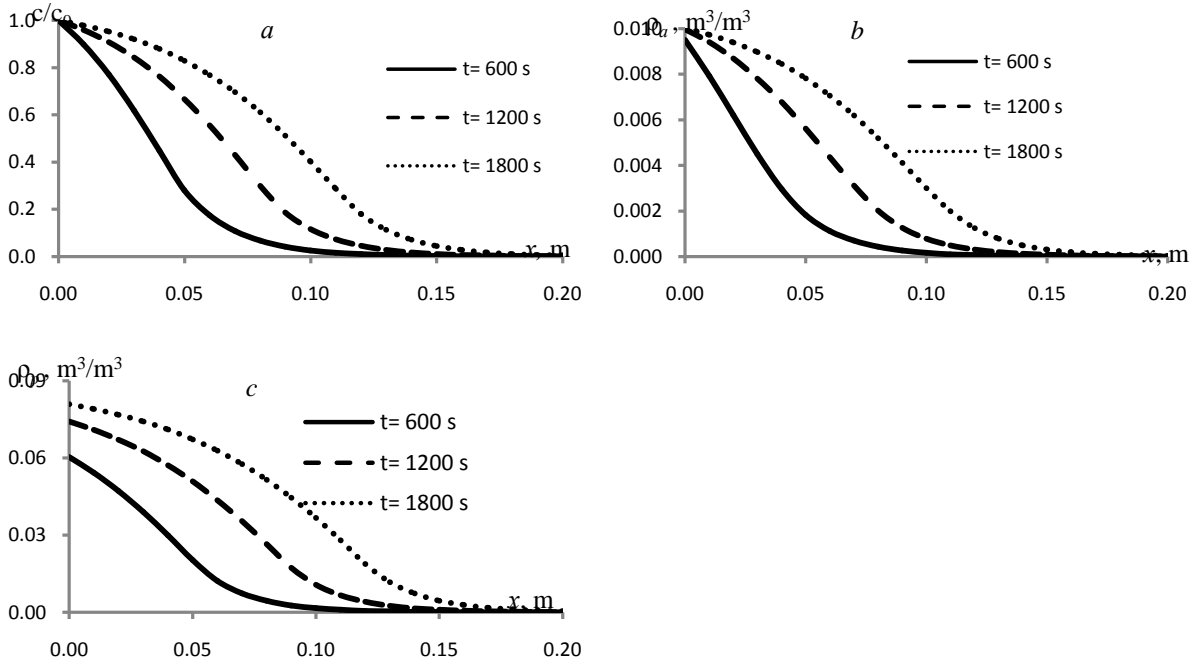 c/c₀
a
1.0
0.8
0.6
0.4
0.2
0.0
t= 600 s
t= 1200 s
t= 1800 s
x, m
0.00 0.05 0.10 0.15 0.20
ρₐ, m³/m³
b
0.010
0.008
0.006
0.004
0.002
0.000
t= 600 s
t= 1200 s
t= 1800 s
x, m
0.00 0.05 0.10 0.15 0.20
, m³/m³
c
0.09
0.06
0.03
0.00
t= 600 s
t= 1200 s
t= 1800 s
x, m
0.00 0.05 0.10 0.15 0.20